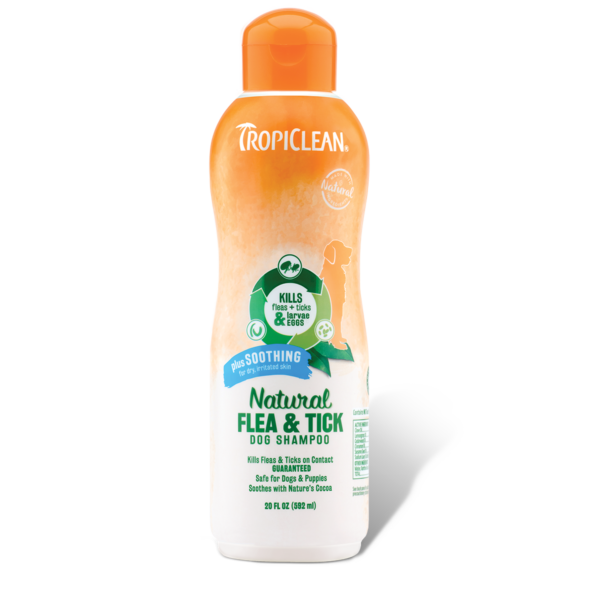 TROPICLEAN®
Natural
KILLS
fleas + ticks
& larvae
EGGS
plus SOOTHING
for dry, irritated skin
Natural
FLEA & TICK
DOG SHAMPOO
Kills Fleas & Ticks on Contact
GUARANTEED
Safe for Dogs & Puppies
Soothes with Nature's Cocoa
20 FL OZ (592 ml)